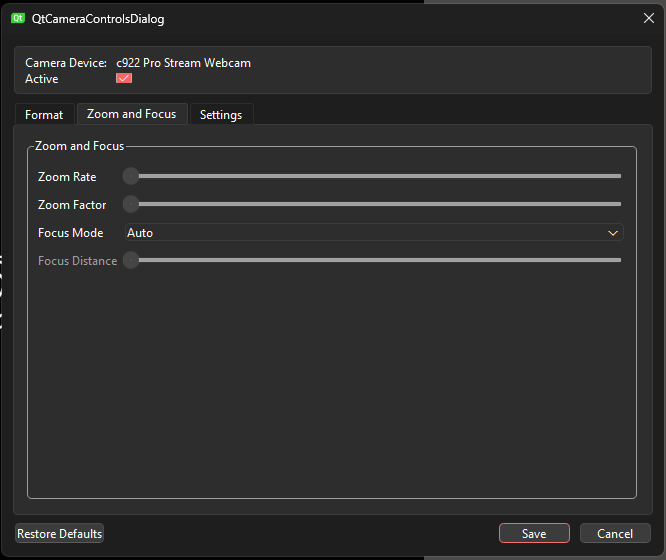 Qt QtCameraControlsDialog
Camera Device: c922 Pro Stream Webcam
Active
Format Zoom and Focus Settings
Zoom and Focus
Zoom Rate
Zoom Factor
Focus Mode Auto
Focus Distance
Restore Defaults Save Cancel